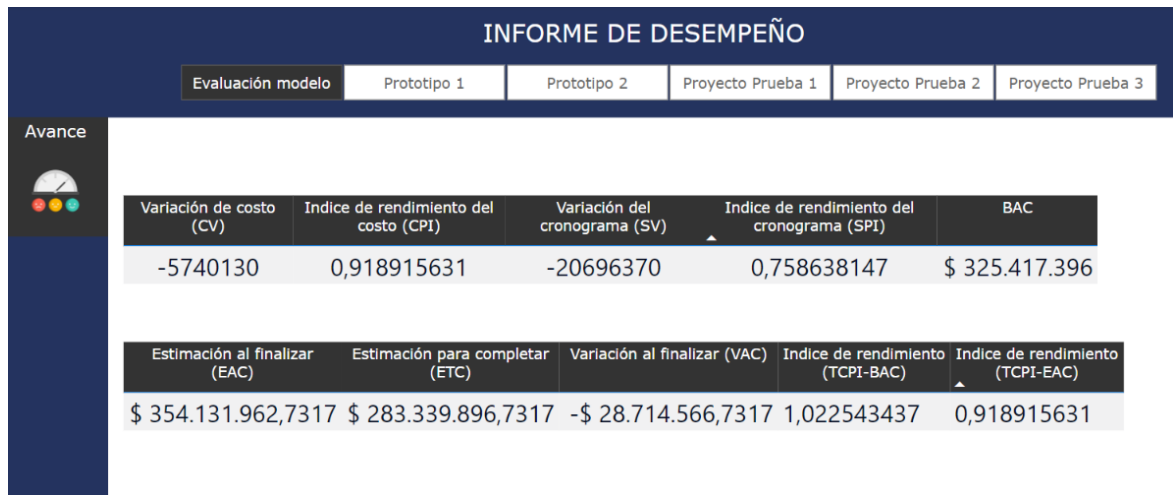 INFORME DE DESEMPEÑO
Evaluación modelo Prototipo 1 Prototipo 2 Proyecto Prueba 1 Proyecto Prueba 2 Proyecto Prueba 3
Avance
Variación de costo Indice de rendimiento del Variación del Indice de rendimiento del BAC
(CV) costo (CPI) cronograma (SV) cronograma (SPI)
-5740130 0,918915631 -20696370 0,758638147 $ 325.417.396
Estimación al finalizar Estimación para completar Variación al finalizar (VAC) Indice de rendimiento Indice de rendimiento
(EAC) (ETC) (TCPI-BAC) (TCPI-EAC)
$ 354.131.962,7317 $ 283.339.896,7317 -$ 28.714.566,7317 1,022543437 0,918915631